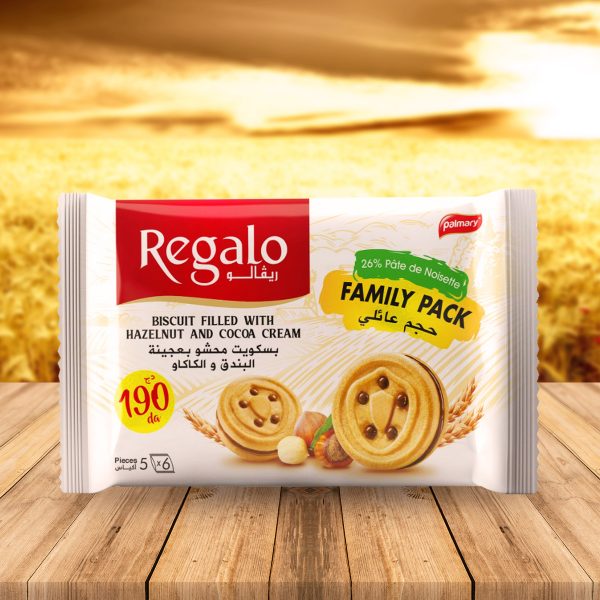 palmary
Regalo
ريڤالو
26% Pâte de Noisette
FAMILY PACK
حجم عائلي
BISCUIT FILLED WITH
HAZELNUT AND COCOA CREAM
بسكويت محشو بعجينة
البندق و الكاكاو
دج
190
da
Pieces 5 x6
أكياس